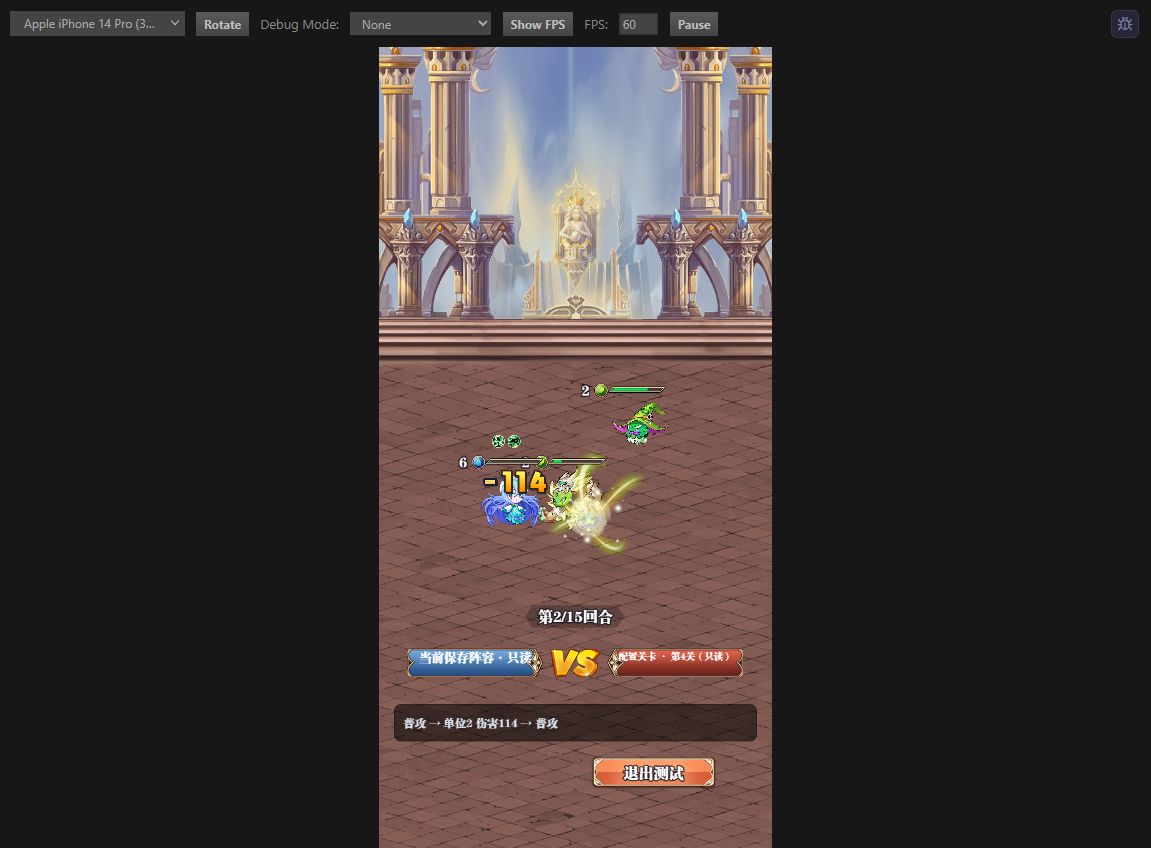 Apple iPhone 14 Pro (3...
Rotate
Debug Mode:
None
Show FPS
FPS:
60
Pause
2
6
2
-114
第2/15回合
当前保存阵容·只读
VS
配置关卡 · 第4关（只读）
普攻 → 单位2 伤害114 → 普攻
退出测试